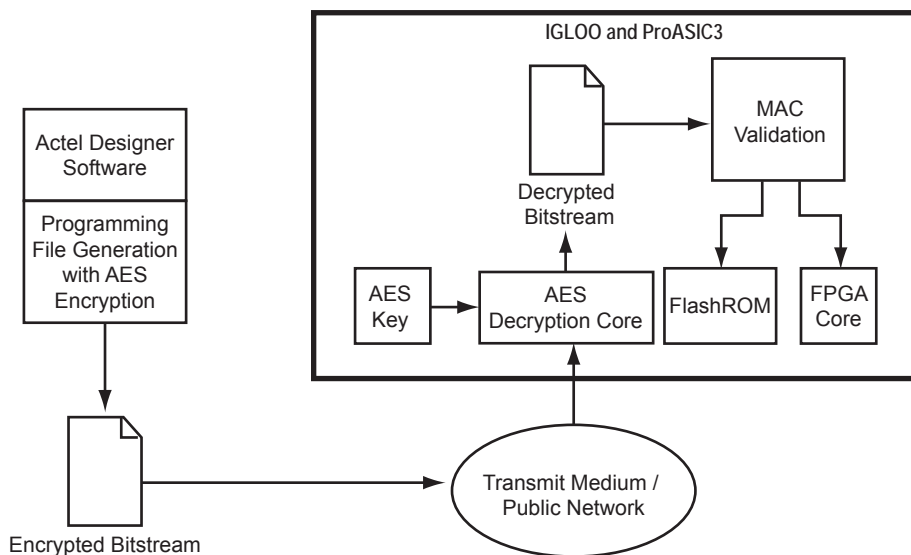 IGLOO and ProASIC3
Actel Designer
Software
Programming
File Generation
with AES
Encryption
MAC
Validation
Decrypted
Bitstream
AES
Key
AES
Decryption Core
FlashROM
FPGA
Core
Transmit Medium /
Public Network
Encrypted Bitstream